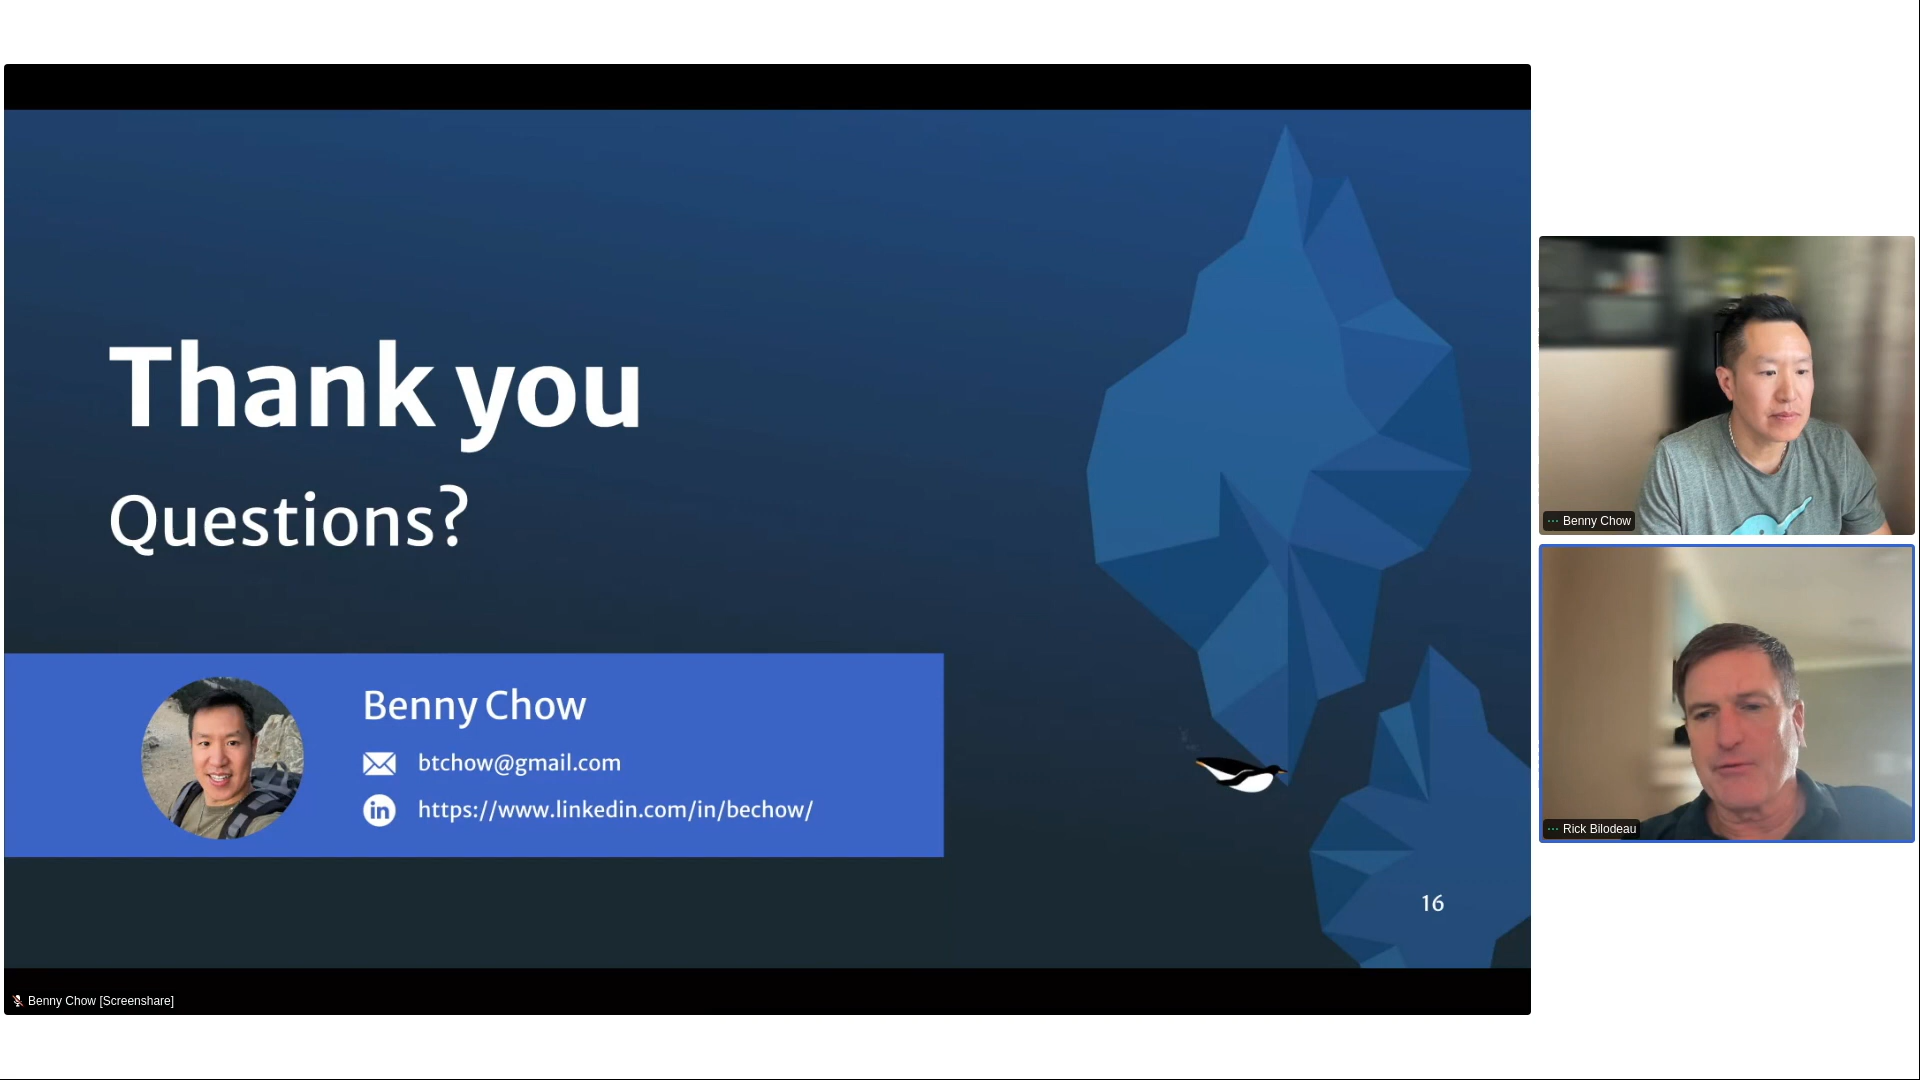 Thank you
Questions?
Benny Chow
btchow@gmail.com
in
https://www.linkedin.com/in/bechow/
16
Benny Chow [Screenshare]
Benny Chow
Rick Bilodeau